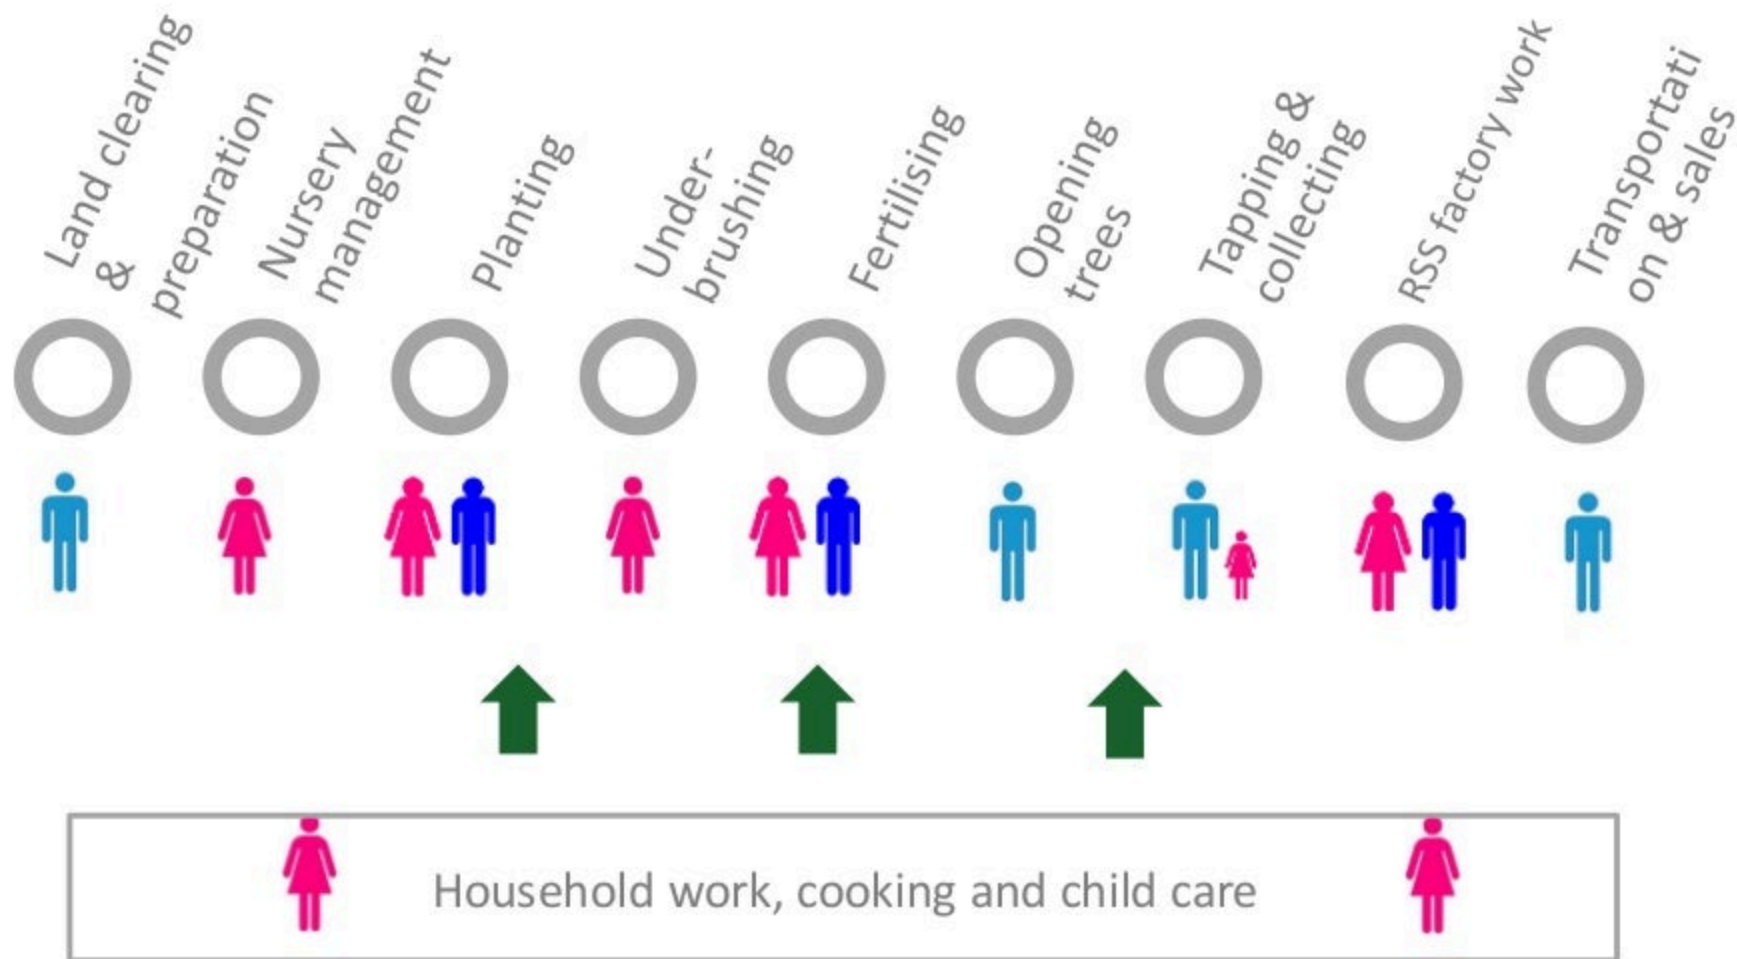 Land clearing
&
preparation
Nursery
management
Planting
Under-
brushing
Fertilising
Opening
trees
Tapping &
collecting
RSS factory work
Transportati
on & sales
Household work, cooking and child care